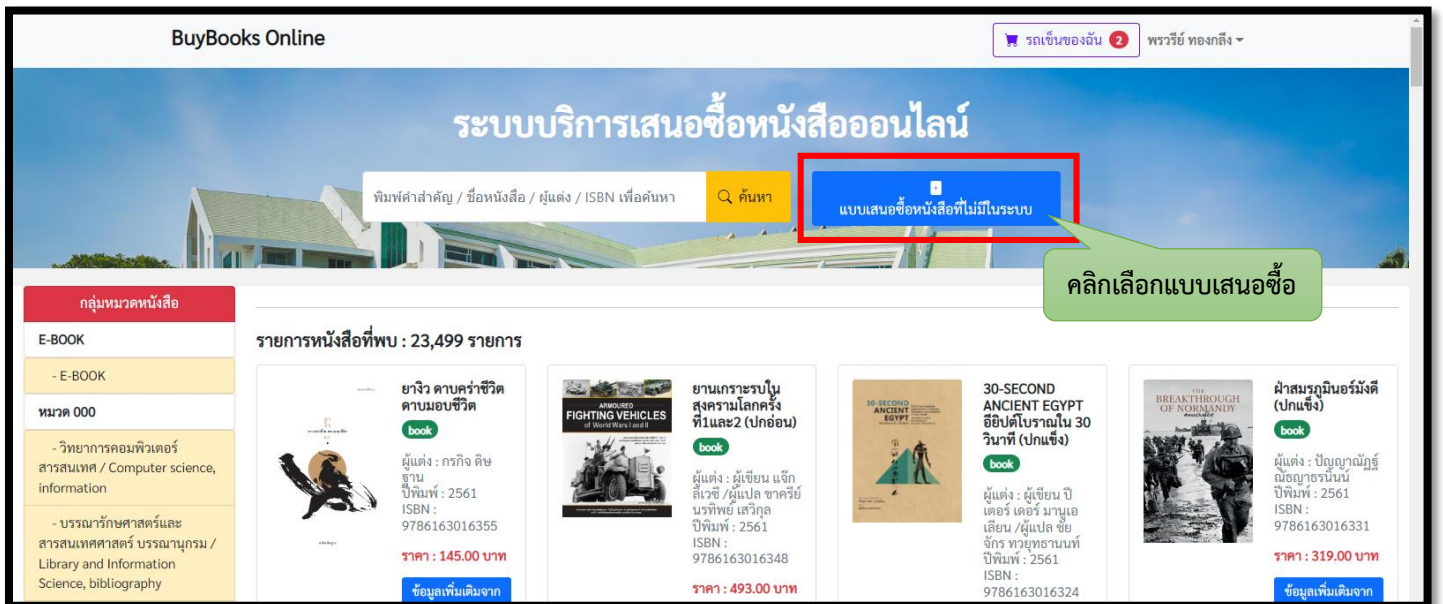 BuyBooks Online
รถเข็นของฉัน 2
พรวรีย์ ทองกลึง
ระบบบริการเสนอซื้อหนังสือออนไลน์
พิมพ์คำสำคัญ / ชื่อหนังสือ / ผู้แต่ง / ISBN เพื่อค้นหา
ค้นหา
แบบเสนอซื้อหนังสือที่ไม่มีในระบบ
คลิกเลือกแบบเสนอซื้อ
กลุ่มหมวดหนังสือ
E-BOOK
- E-BOOK
หมวด 000
- วิทยาการคอมพิวเตอร์
สารสนเทศ / Computer science,
information
- บรรณารักษศาสตร์และ
สารสนเทศศาสตร์ บรรณานุกรม /
Library and Information
Science, bibliography
รายการหนังสือที่พบ : 23,499 รายการ
ยางิว ดาบคร่าชีวิต
ดาบมอบชีวิต
book
ผู้แต่ง : กรกิจ ดิษ
ฐาน
ปีพิมพ์ : 2561
ISBN :
9786163016355
ราคา : 145.00 บาท
ข้อมูลเพิ่มเติมจาก
ARMOURED
FIGHTING VEHICLES
of World Wars I and II
ยานเกราะรบใน
สงครามโลกครั้ง
ที่1และ2 (ปกอ่อน)
book
ผู้แต่ง : ผู้เขียน แจ๊ก
ลิเวซี /ผู้แปล ชาครีย์
นรทิพย์ เสวิกุล
ปีพิมพ์ : 2561
ISBN :
9786163016348
ราคา : 493.00 บาท
30-SECOND
ANCIENT
EGYPT
30-SECOND
ANCIENT EGYPT
อียิปต์โบราณใน 30
วินาที (ปกแข็ง)
book
ผู้แต่ง : ผู้เขียน ปี
เตอร์ เดอร์ มานูเอ
เลียน /ผู้แปล ชัย
จักร ทวยุทธานนท์
ปีพิมพ์ : 2561
ISBN :
9786163016324
THE
BREAKTHROUGH
OF NORMANDY
ฝ่าสมรภูมินอร์มังดี
(ปกแข็ง)
book
ผู้แต่ง : ปัญญาณัฏฐ์
ณัธญาธรนินน์
ปีพิมพ์ : 2561
ISBN :
9786163016331
ราคา : 319.00 บาท
ข้อมูลเพิ่มเติมจาก